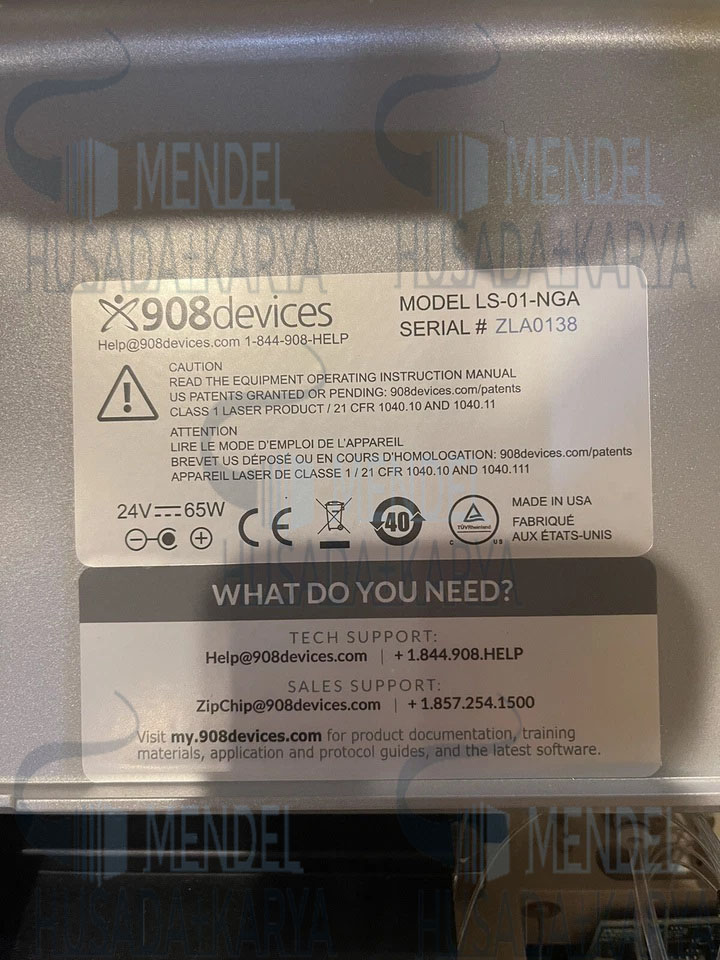 MENDEL MENDEL
HUSADA+KARYA HUSADA+KARYA
908devices
Help@908devices.com 1-844-908-HELP
MODEL LS-01-NGA
SERIAL # ZLA0138
CAUTION
READ THE EQUIPMENT OPERATING INSTRUCTION MANUAL
US PATENTS GRANTED OR PENDING: 908devices.com/patents
CLASS 1 LASER PRODUCT / 21 CFR 1040.10 AND 1040.11
ATTENTION
LIRE LE MODE D'EMPLOI DE L'APPAREIL
BREVET US DÉPOSÉ OU EN COURS D'HOMOLOGATION: 908devices.com/patents
APPAREIL LASER DE CLASSE 1 / 21 CFR 1040.10 AND 1040.111
24V 65W
CE
40
TÜVRheinland
C US
MADE IN USA
FABRIQUÉ
AUX ÉTATS-UNIS
MENDEL
HUSADA+KARYA
WHAT DO YOU NEED?
TECH SUPPORT:
Help@908devices.com | +1.844.908.HELP
SALES SUPPORT:
ZipChip@908devices.com | +1.857.254.1500
Visit my.908devices.com for product documentation, training
materials, application and protocol guides, and the latest software.
MENDEL MENDEL
HUSADA+KARYA HUSADA+KARYA